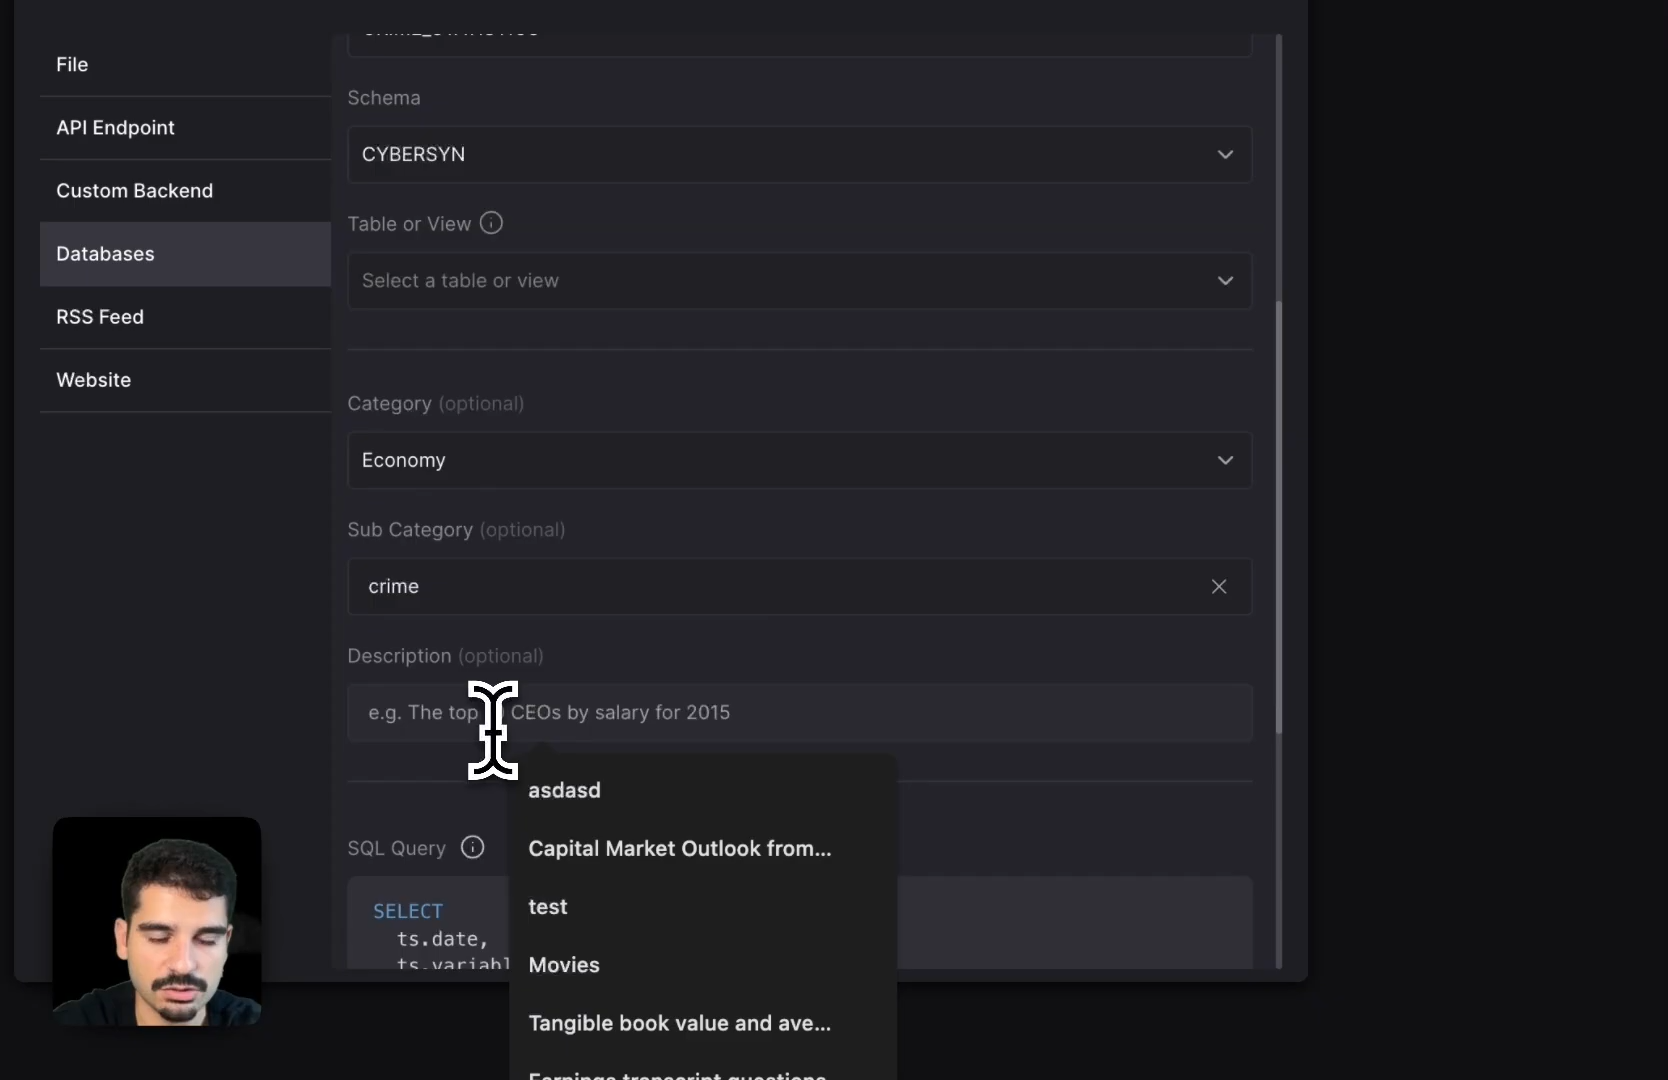 File
API Endpoint
Custom Backend
Databases
RSS Feed
Website
Schema
CYBERSYN
Table or View
Select a table or view
Category (optional)
Economy
Sub Category (optional)
crime
Description (optional)
e.g. The top CEOs by salary for 2015
asdasd
Capital Market Outlook from...
test
Movies
Tangible book value and ave...
Earnings transcript questions
SQL Query
SELECT
ts.date,
ts.variabl